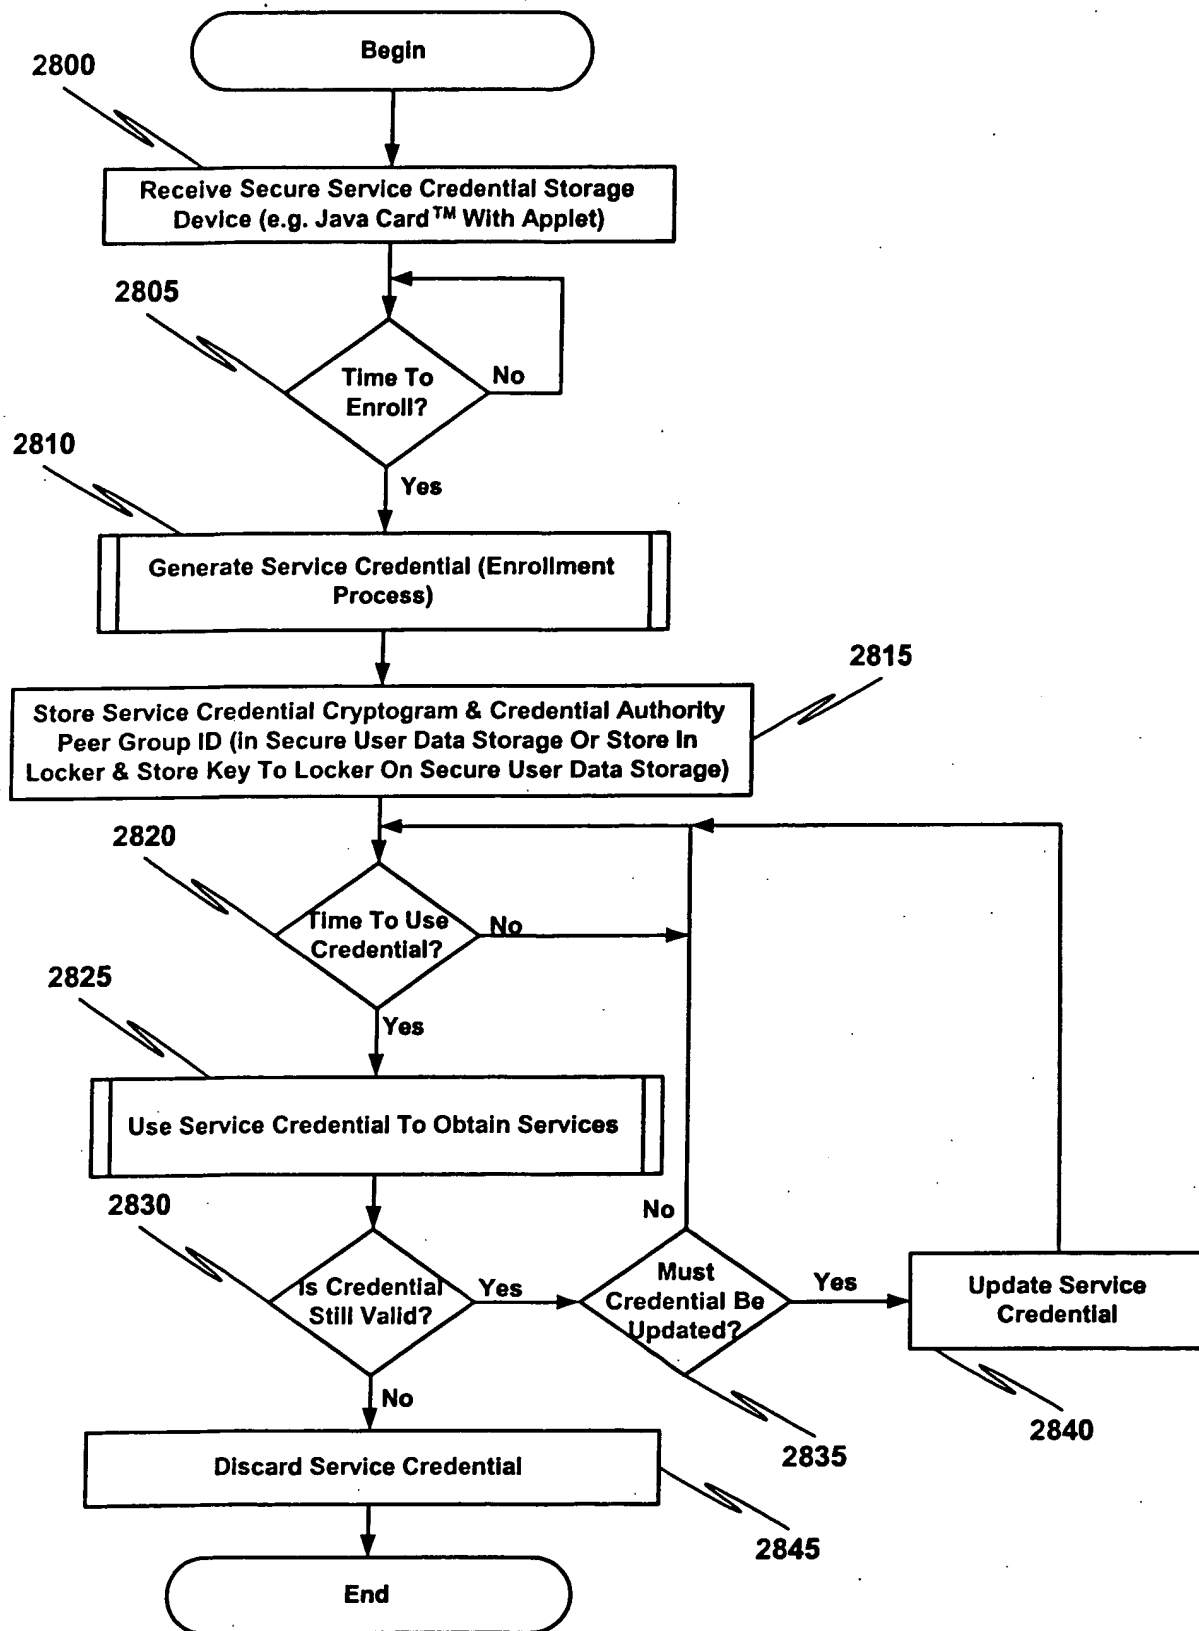 Begin
2800
Receive Secure Service Credential Storage
Device (e.g. Java Card™ With Applet)
2805
Time To
Enroll?
No
2810
Yes
Generate Service Credential (Enrollment
Process)
2815
Store Service Credential Cryptogram & Credential Authority
Peer Group ID (in Secure User Data Storage Or Store In
Locker & Store Key To Locker On Secure User Data Storage)
2820
Time To Use
Credential?
No
2825
Yes
Use Service Credential To Obtain Services
2830
No
Is Credential
Still Valid?
Yes
Must
Credential Be
Updated?
Yes
Update Service
Credential
No
2840
2835
Discard Service Credential
2845
End